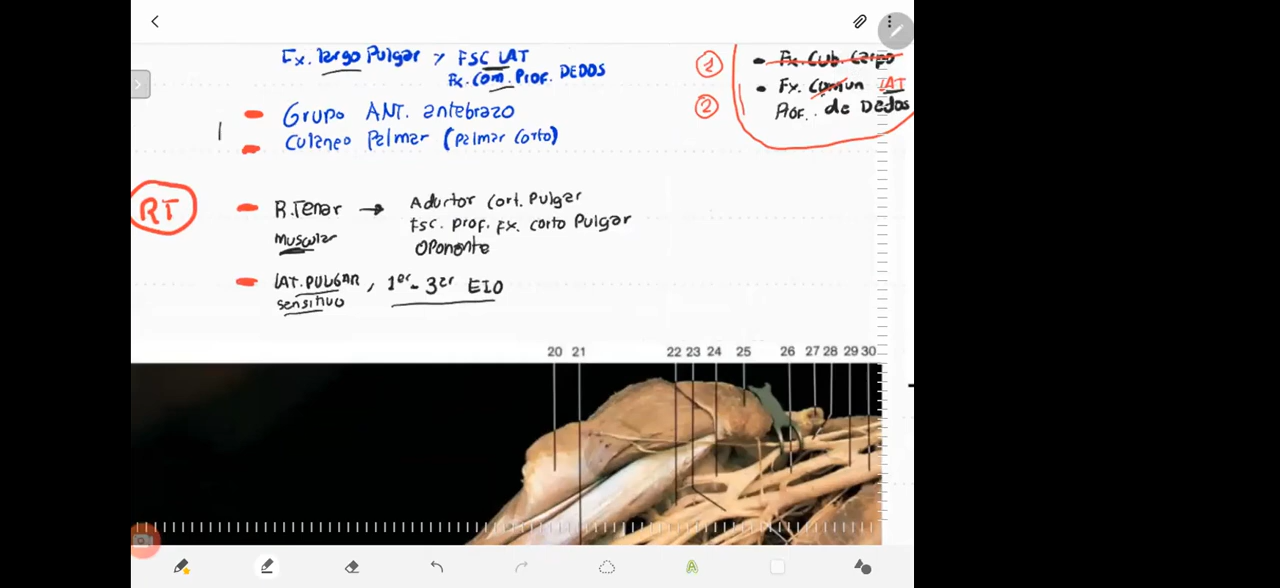 Fx. largo Pulgar > FSC LAT
Fx. Com. Prof. DEDOS
① • Fx. Cub. Carpo
② • Fx. Común LAT
Prof. de Dedos
Grupo ANT. antebrazo
Cutaneo Palmar (Palmar Corto)
RT
R. Tenar → Aductor Cort. Pulgar
muscular Fsc. prof. Fx. Corto Pulgar
Oponente
LAT. PULGAR, 1er - 3er EIO
sensitivo
20 21 22 23 24 25 26 27 28 29 30
A